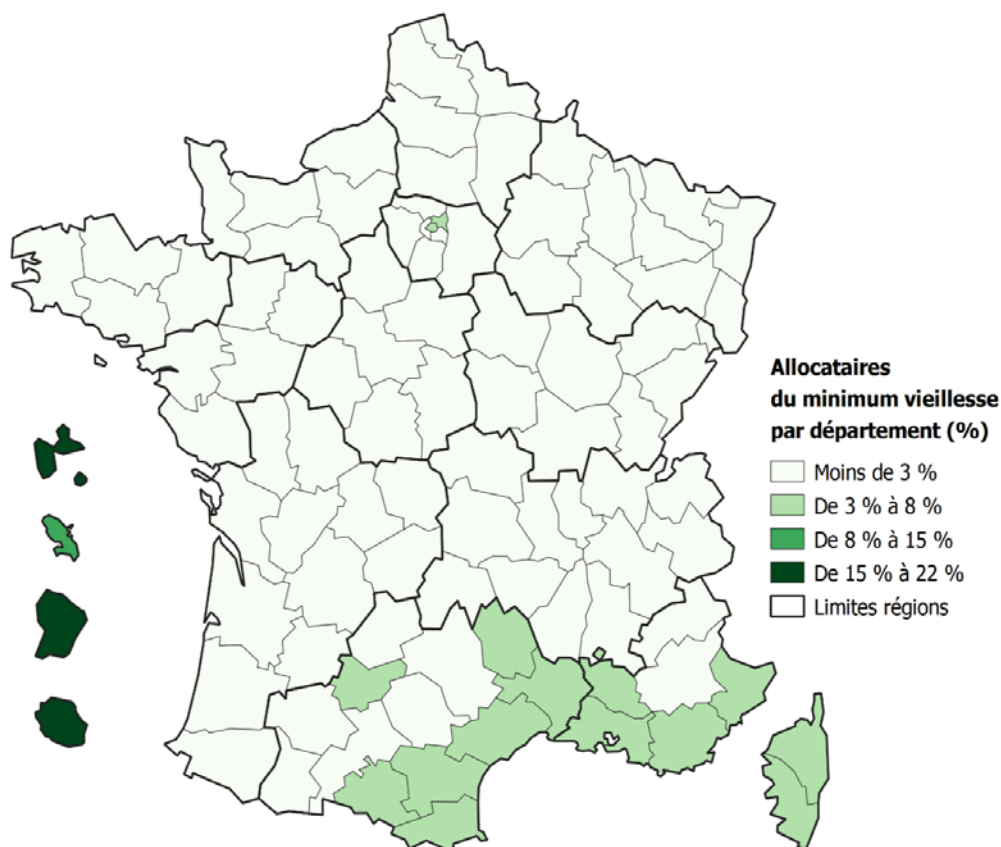 Allocataires
du minimum vieillesse
par département (%)
Moins de 3 %
De 3 % à 8 %
De 8 % à 15 %
De 15 % à 22 %
Limites régions